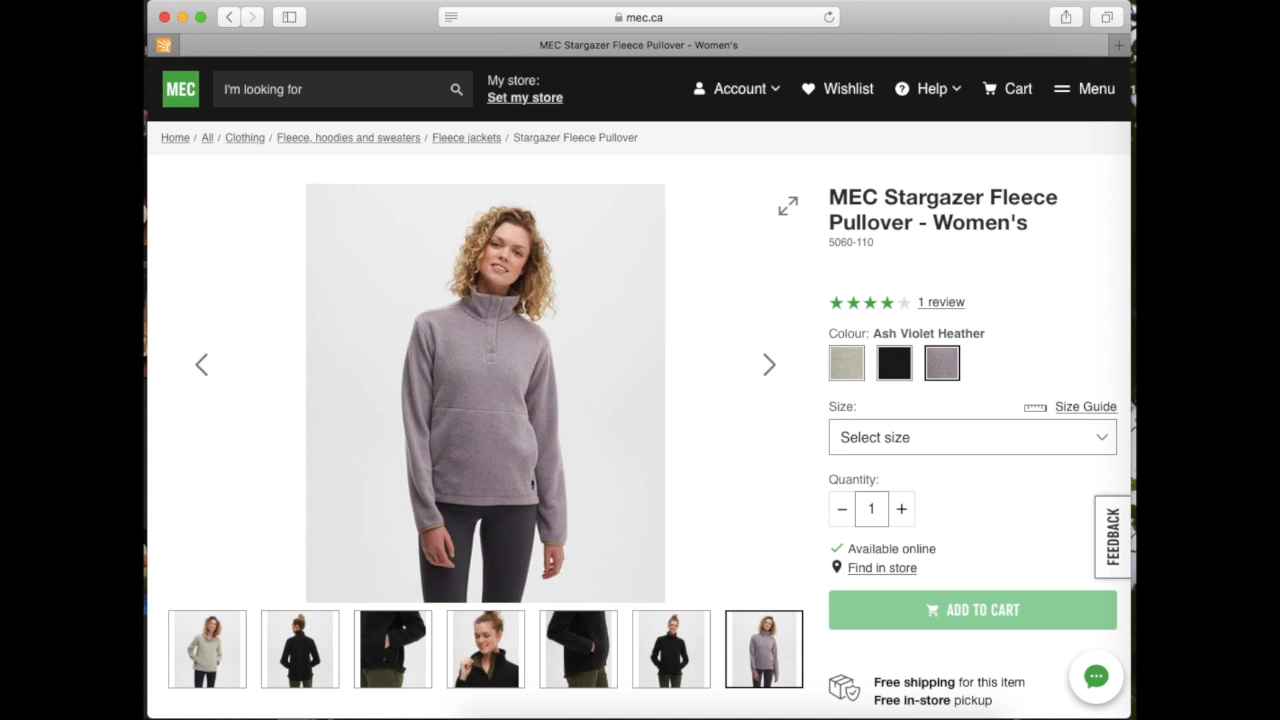 mec.ca
MEC Stargazer Fleece Pullover - Women's
MEC
I'm looking for
My store:
Set my store
Account
Wishlist
Help
Cart
Menu
Home / All / Clothing / Fleece, hoodies and sweaters / Fleece jackets / Stargazer Fleece Pullover
MEC Stargazer Fleece
Pullover - Women's
5060-110
1 review
Colour: Ash Violet Heather
Size:
Size Guide
Select size
Quantity:
− 1 +
Available online
Find in store
FEEDBACK
ADD TO CART
Free shipping for this item
Free in-store pickup